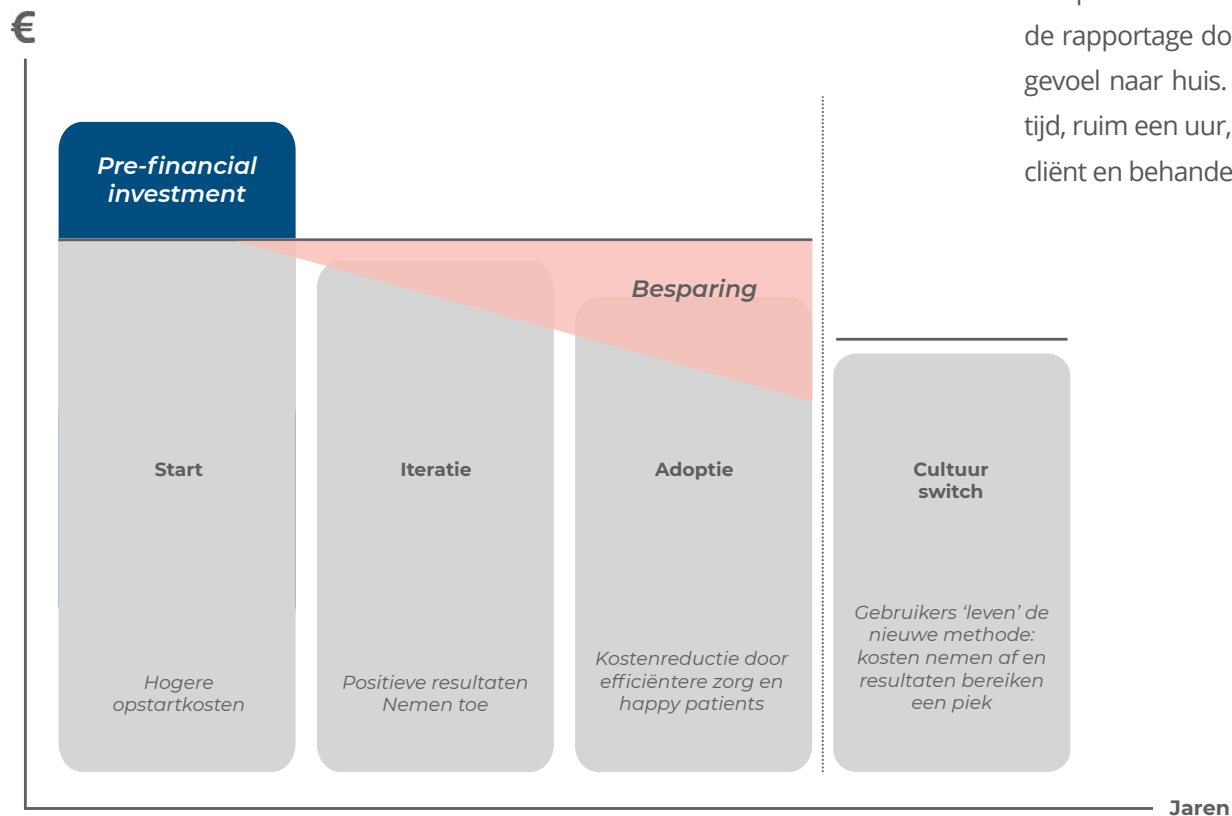 €
de rapportage do
gevoel naar huis.
tijd, ruim een uur,
cliënt en behande
Pre-financial
investment
Besparing
Start
Iteratie
Adoptie
Cultuur
switch
Hogere
opstartkosten
Positieve resultaten
Nemen toe
Kostenreductie door
efficiëntere zorg en
happy patients
Gebruikers ‘leven’ de
nieuwe methode:
kosten nemen af en
resultaten bereiken
een piek
Jaren